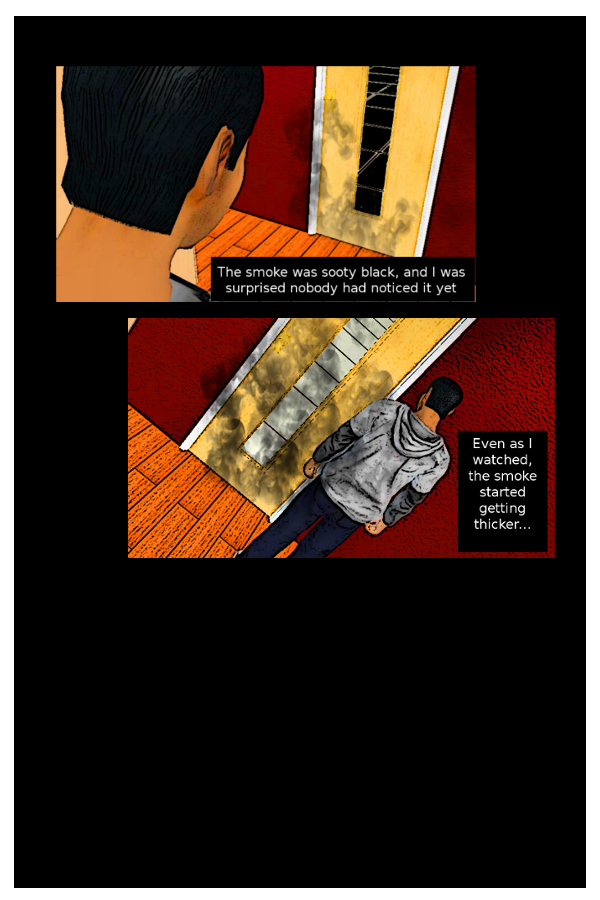 The smoke was sooty black, and I was
surprised nobody had noticed it yet
Even as I
watched,
the smoke
started
getting
thicker...